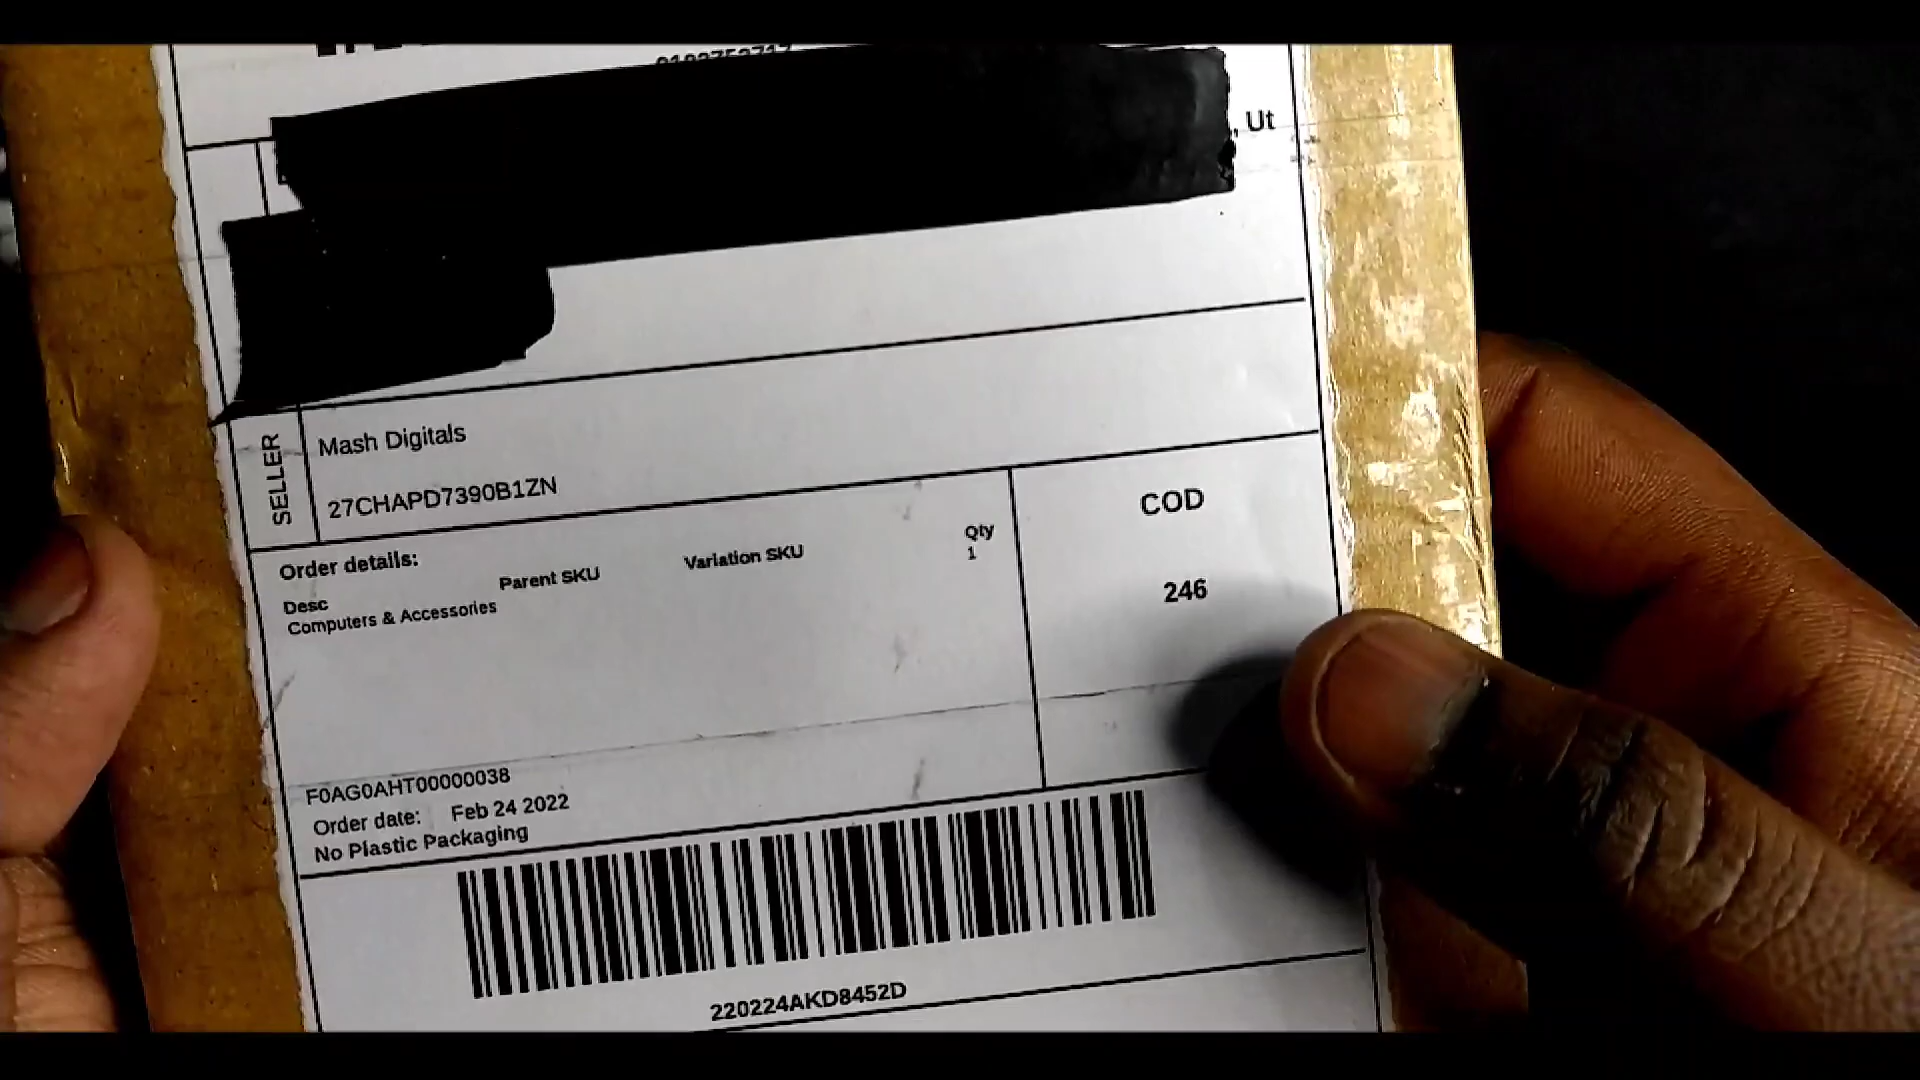 , Ut
SELLER
Mash Digitals
27CHAPD7390B1ZN
COD
246
Order details:
Desc Parent SKU Variation SKU Qty
Computers & Accessories 1
F0AG0AHT00000038
Order date: Feb 24 2022
No Plastic Packaging
220224AKD8452D